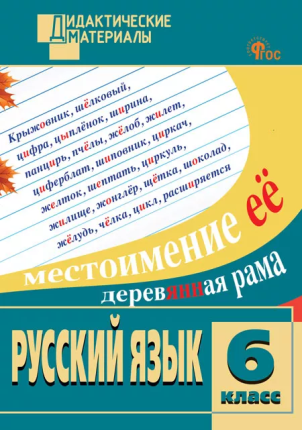 ДИДАКТИЧЕСКИЕ
МАТЕРИАЛЫ
ФГОС
Крыжовник, шёлковый,
цифра, цыплёнок, ширина,
панцирь, пчёлы, жёлоб, жилет,
циферблат, шиповник, циркач,
желток, шептать, циркуль,
жилище, жонглёр, щётка, шоколад,
жёлудь, чёлка, цикл, расширяется
местоимение её
деревянная рама
РУССКИЙ ЯЗЫК
6
класс